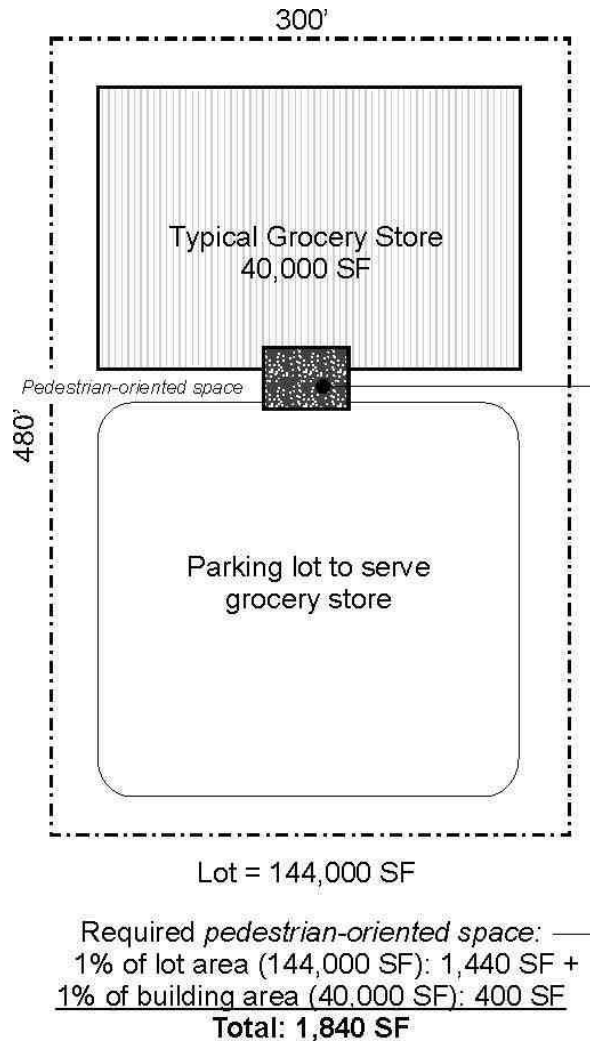 300'
Typical Grocery Store
40,000 SF
Pedestrian-oriented space
480'
Parking lot to serve
grocery store
Lot = 144,000 SF
Required pedestrian-oriented space:
1% of lot area (144,000 SF): 1,440 SF +
1% of building area (40,000 SF): 400 SF
Total: 1,840 SF